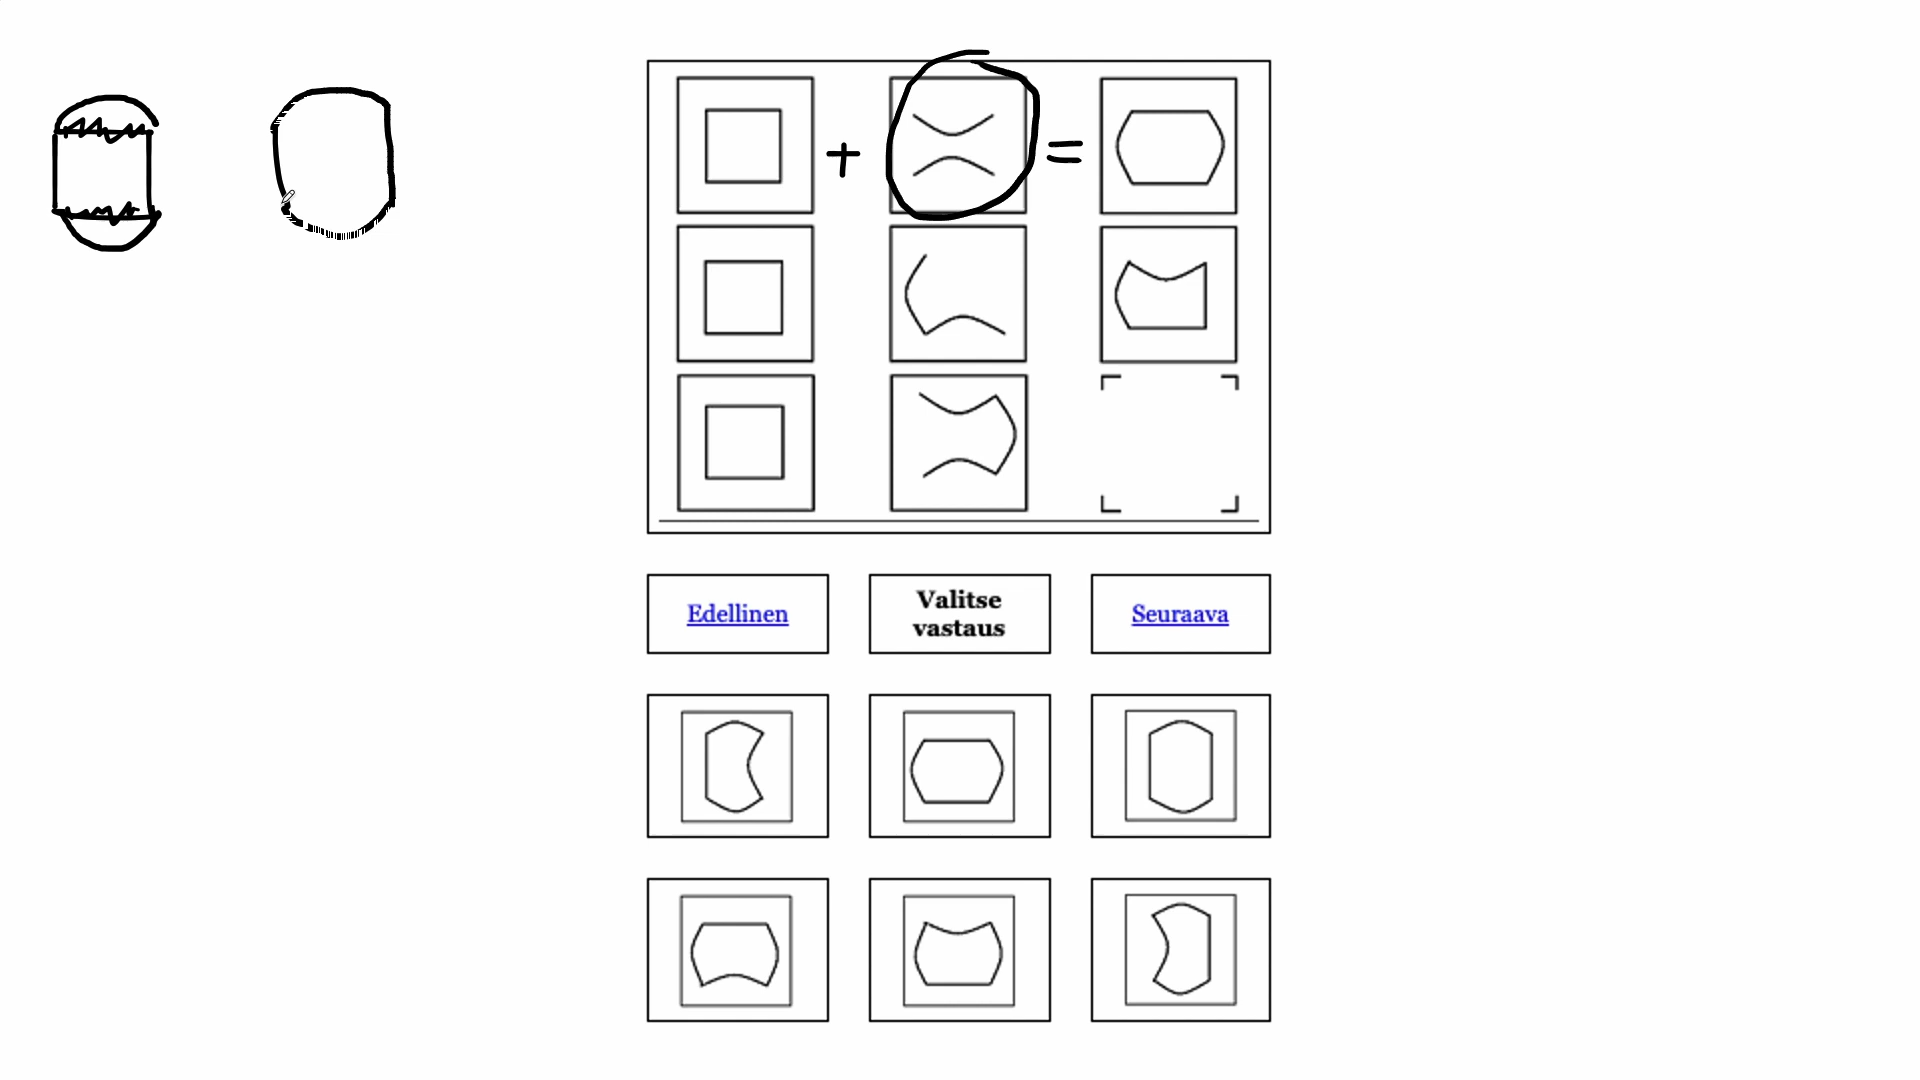 + =
Edellinen
Valitse
vastaus
Seuraava